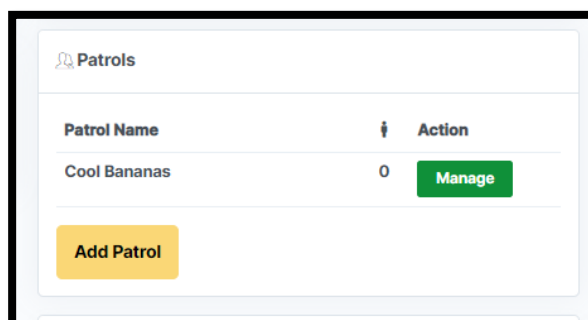 Patrols
Patrol Name Action
Cool Bananas 0 Manage
Add Patrol